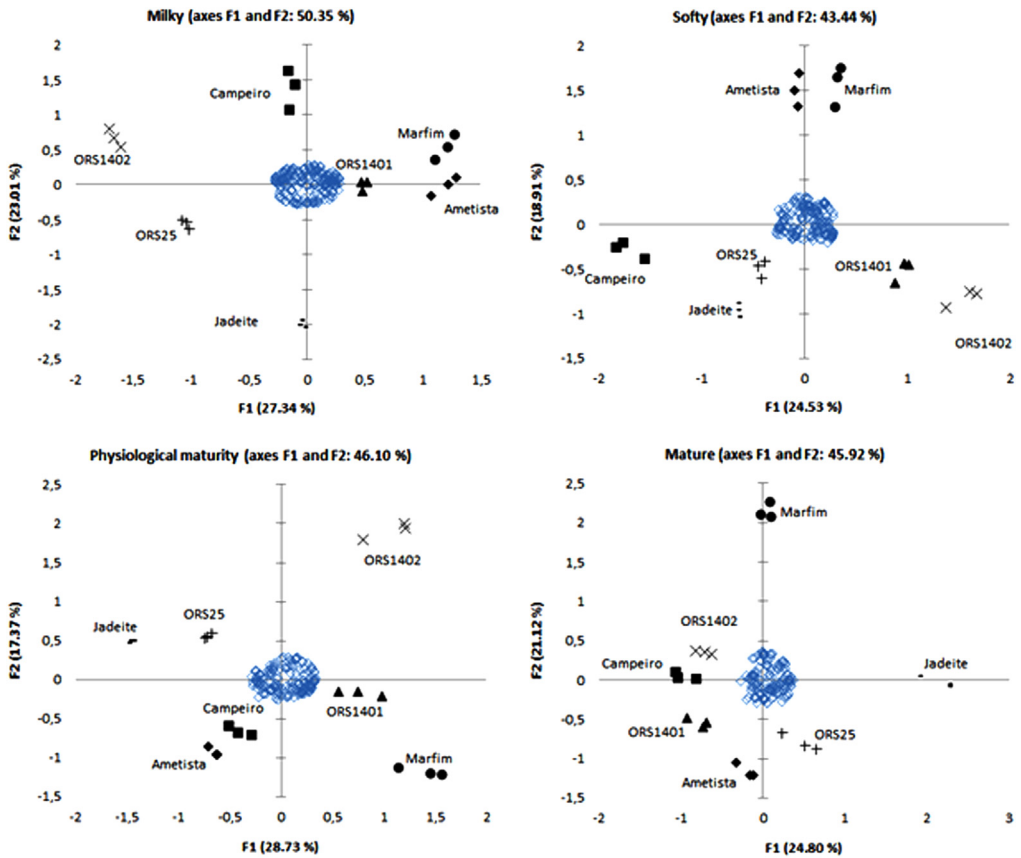 Milky (axes F1 and F2: 50.35 %)
2
1,5
1
0,5
0
-0,5
-1
-1,5
-2
-2,5
-2
-1,5
-1
-0,5
0
0,5
1
1,5
F2 (23.01 %)
F1 (27.34 %)
Campeiro
ORS1402
Marfim
ORS1401
Ametista
ORS25
Jadeite
Softy (axes F1 and F2: 43.44 %)
2
1,5
1
0,5
0
-0,5
-1
-1,5
-2
-1
0
1
2
F2 (18.91 %)
F1 (24.53 %)
Ametista
Marfim
ORS25
ORS1401
Campeiro
Jadeite
ORS1402
Physiological maturity (axes F1 and F2: 46.10 %)
2,5
2
1,5
1
0,5
0
-0,5
-1
-1,5
-2
-1,5
-1
-0,5
0
0,5
1
1,5
2
F2 (17.37 %)
F1 (28.73 %)
ORS1402
ORS25
Jadeite
Campeiro
ORS1401
Ametista
Marfim
Mature (axes F1 and F2: 45.92 %)
2,5
2
1,5
1
0,5
0
-0,5
-1
-1,5
-2
-1
0
1
2
3
F2 (21.12 %)
F1 (24.80 %)
Marfim
ORS1402
Campeiro
Jadeite
ORS1401
ORS25
Ametista